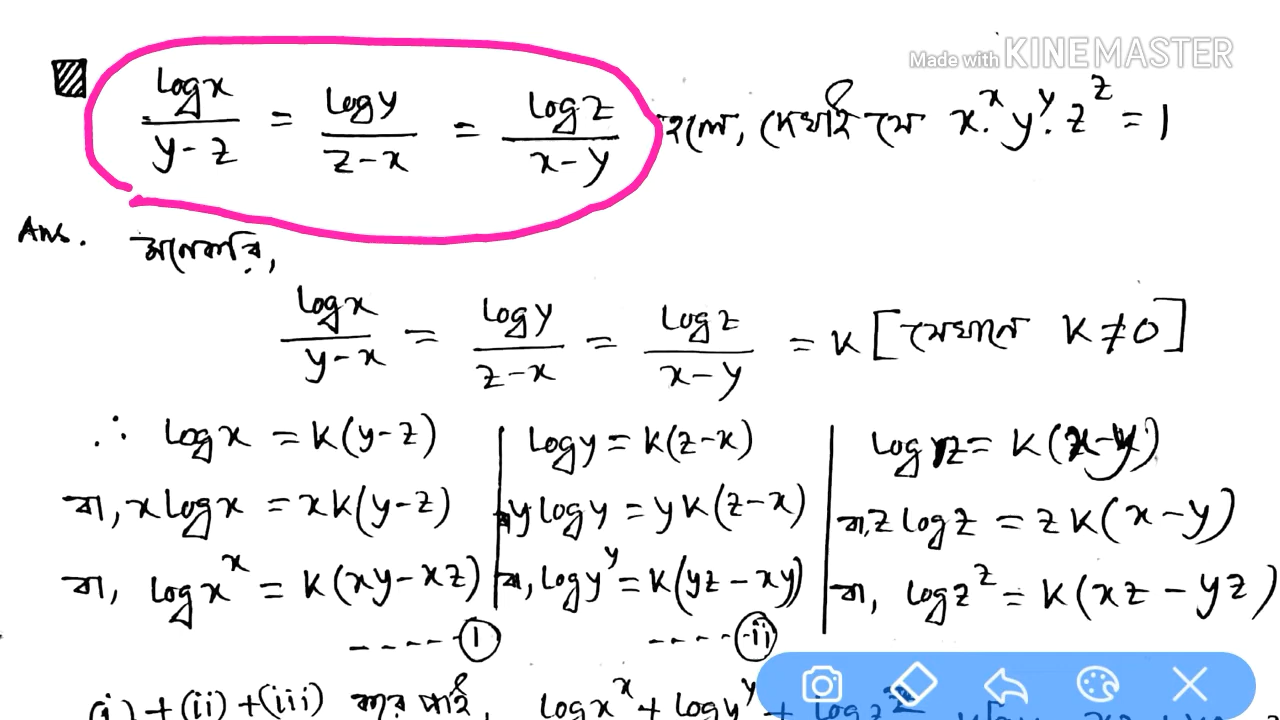 Made with KINEMASTER
logx/(y-z) = logy/(z-x) = logz/(x-y) হলে, দেখাই যে x^x. y^y. z^z = 1
Ans. মনেকরি,
logx/(y-x) = logy/(z-x) = logz/(x-y) = K [যেখানে K≠0]
∴ logx = K(y-z) | logy = K(z-x) | logz = K(x-y)
বা, xlogx = xK(y-z) | ylogy = yK(z-x) | বা, zlogz = zK(x-y)
বা, logx^x = K(xy-xz) | বা, logy^y = K(yz-xy) | বা, logz^z = K(xz-yz)
-----(i) ----(ii)
(i)+(ii)+(iii) করে পাই, logx^x + logy^y + logz^z